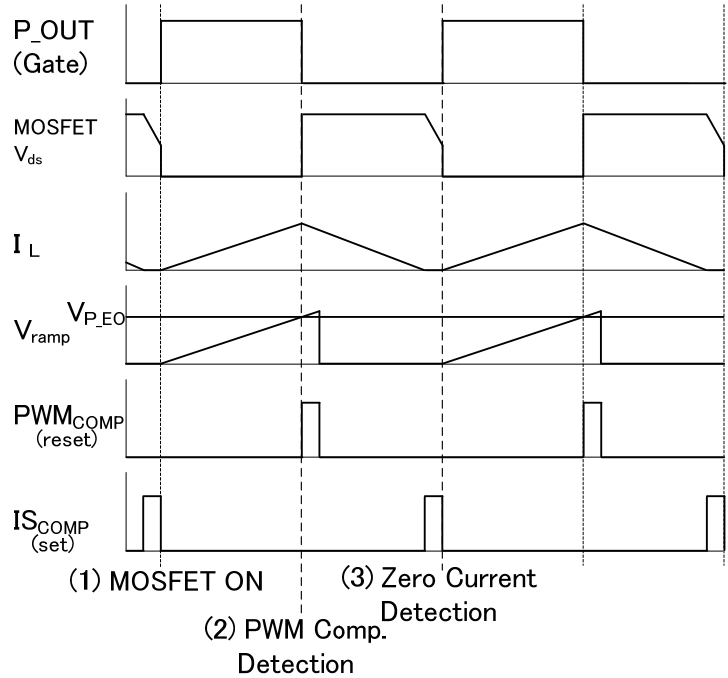 P_OUT
(Gate)
MOSFET
Vds
I L
VP_EO
Vramp
PWMCOMP
(reset)
ISCOMP
(set)
(1) MOSFET ON
(3) Zero Current
Detection
(2) PWM Comp.
Detection